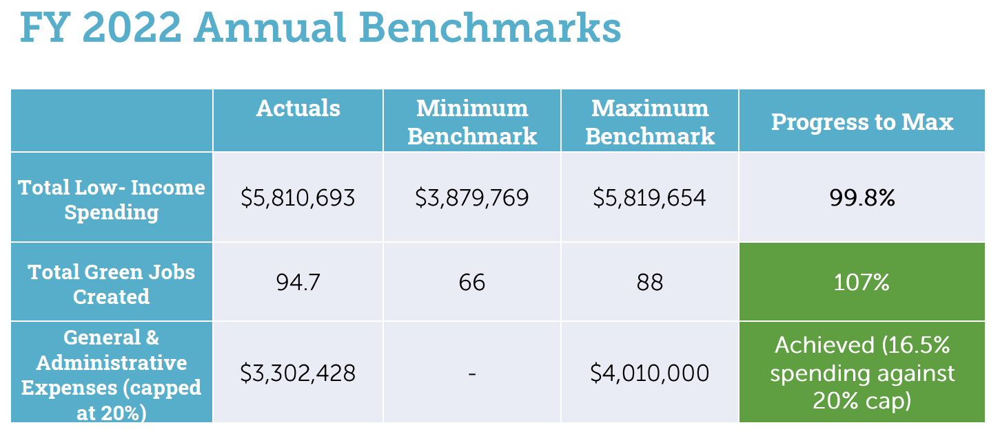 FY 2022 Annual Benchmarks
Actuals
Minimum
Benchmark
Maximum
Benchmark
Progress to Max
Total Low- Income
Spending
$5,810,693
$3,879,769
$5,819,654
99.8%
Total Green Jobs
Created
94.7
66
88
107%
General &
Administrative
Expenses (capped
at 20%)
$3,302,428
-
$4,010,000
Achieved (16.5%
spending against
20% cap)